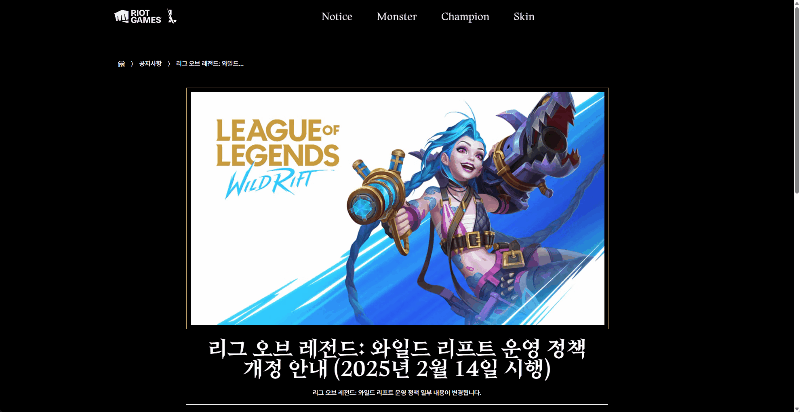 RIOT
GAMES
Notice Monster Champion Skin
공지사항 〉 리그 오브 레전드: 와일드...
LEAGUE OF
LEGENDS
WILD RIFT
리그 오브 레전드: 와일드 리프트 운영 정책
개정 안내 (2025년 2월 14일 시행)
리그 오브 레전드: 와일드 리프트 운영 정책 일부 내용이 변경됩니다.